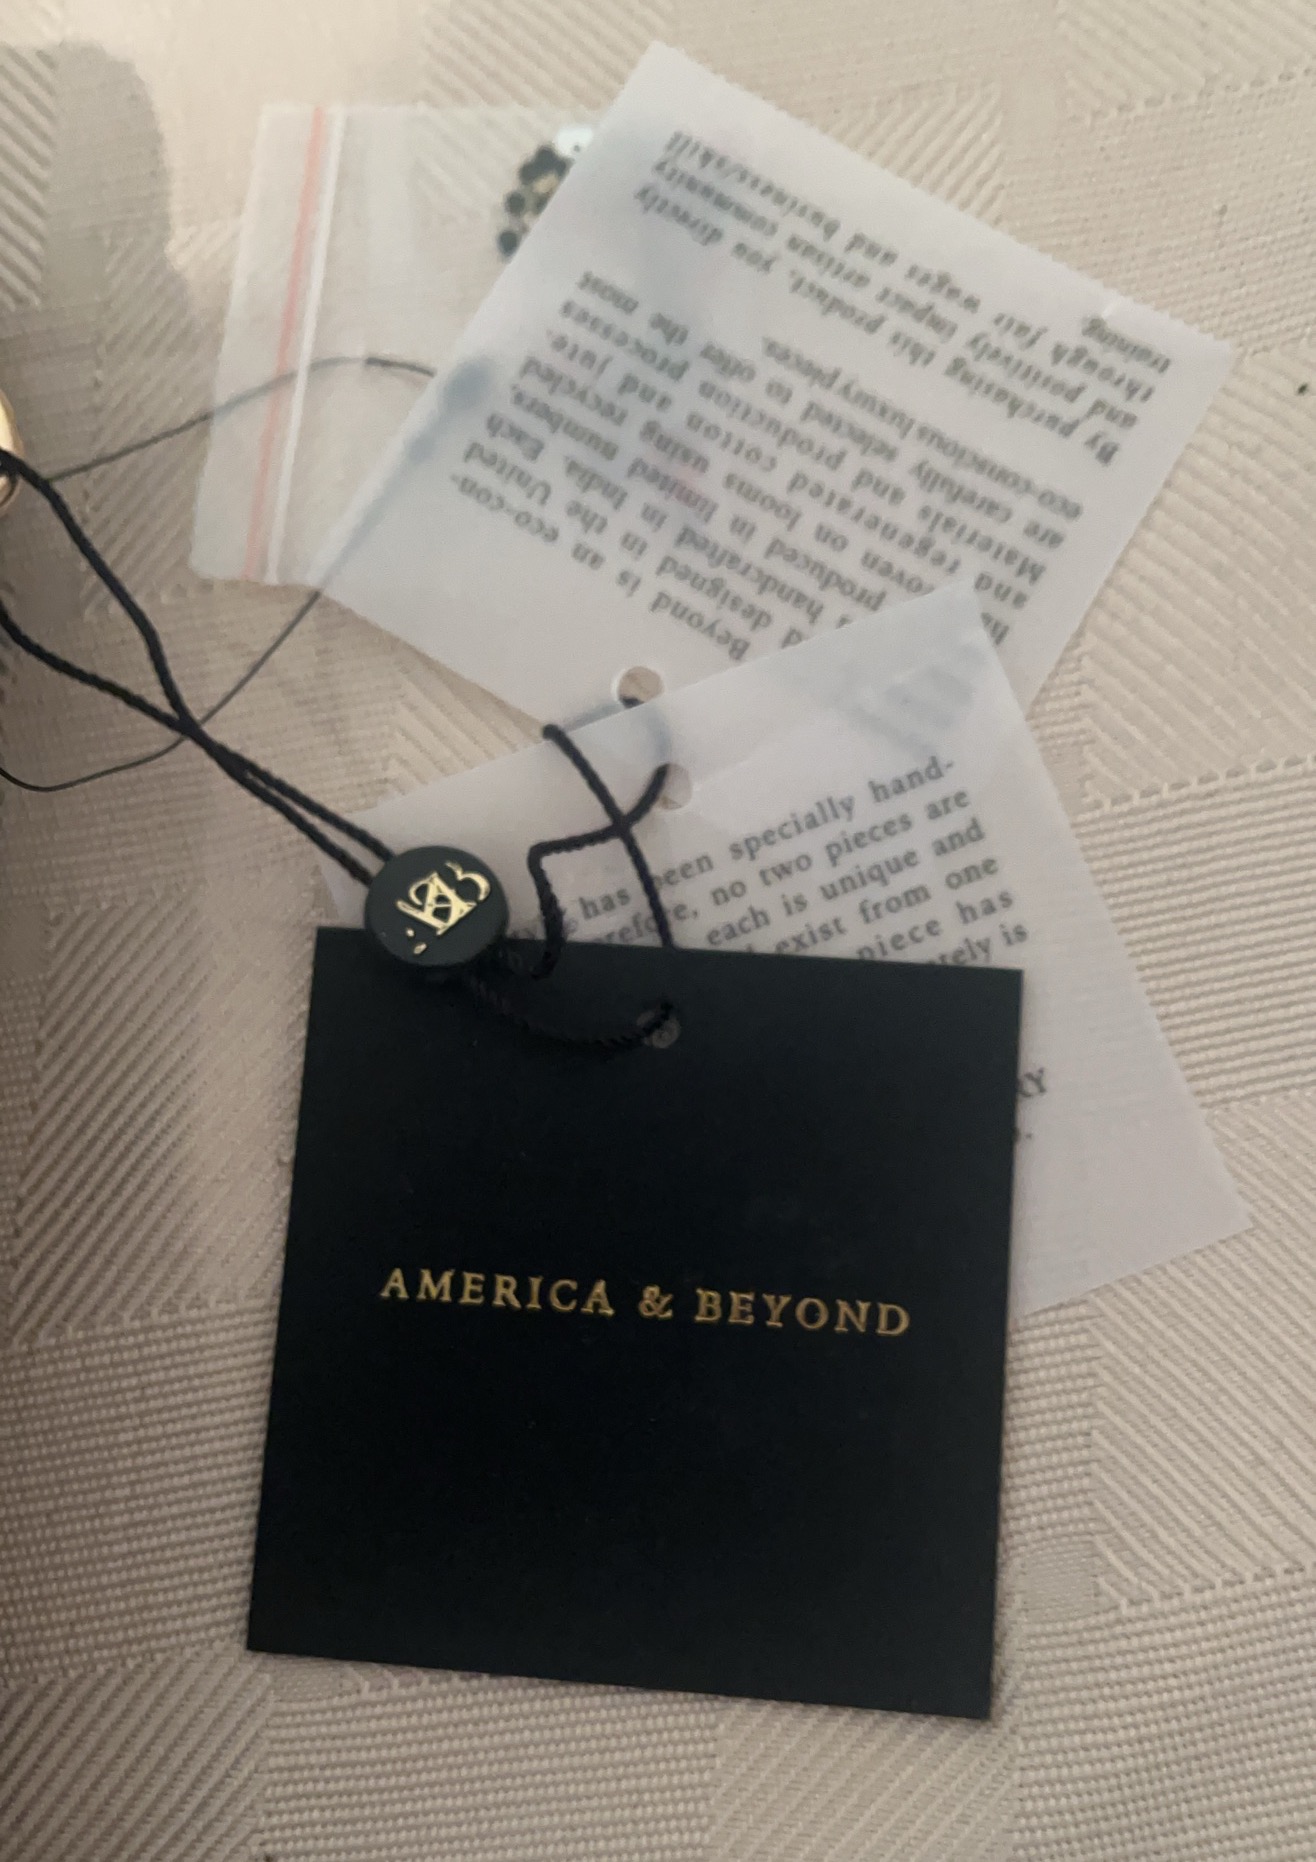 AMERICA & BEYOND
A&B
has been specially hand-
no two pieces are
each is unique and
exist from one
piece has
is
Beyond is an eco-con-
designed in the United
handcrafted in India. Each
produced in limited numbers,
woven on looms using recycled
and regenerated cotton and jute.
Materials and production processes
are carefully selected to offer the most
eco-conscious luxury pieces.
By purchasing this product, you directly
and positively impact artisan community
through fair wages and business/skill
training